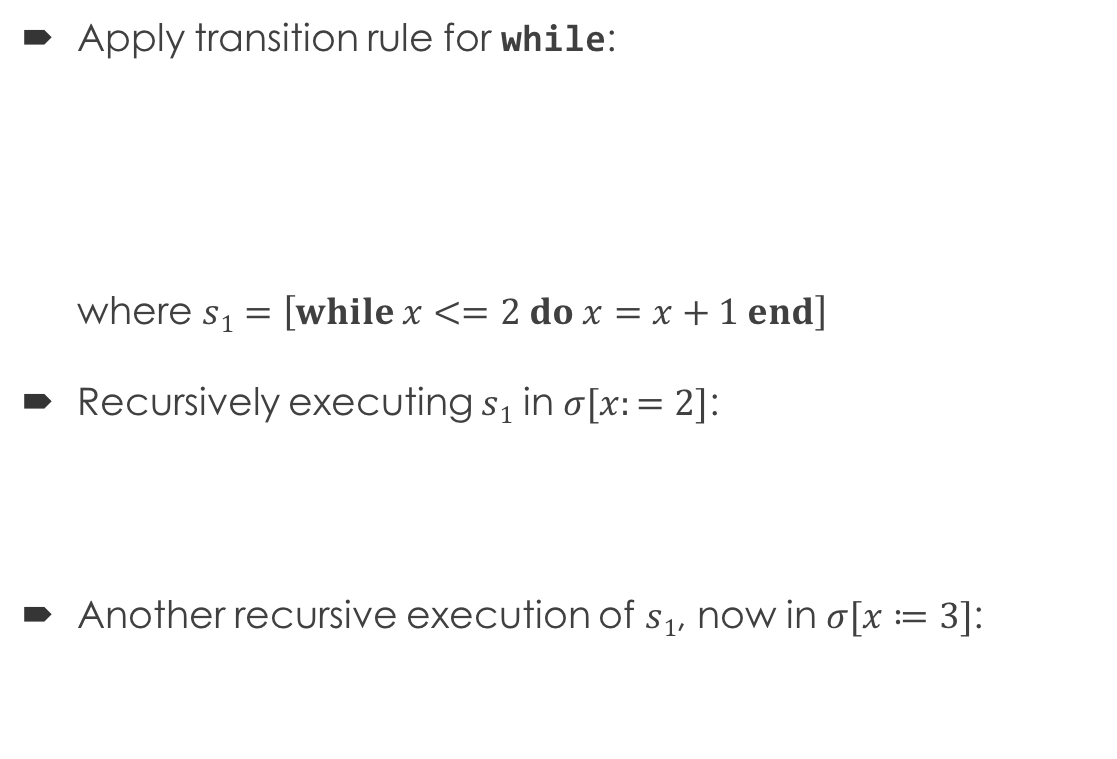 Apply transition rule for while:
where s₁ = [while x <= 2 do x = x + 1 end]
Recursively executing s₁ in σ[x: = 2]:
Another recursive execution of s₁, now in σ[x := 3]: